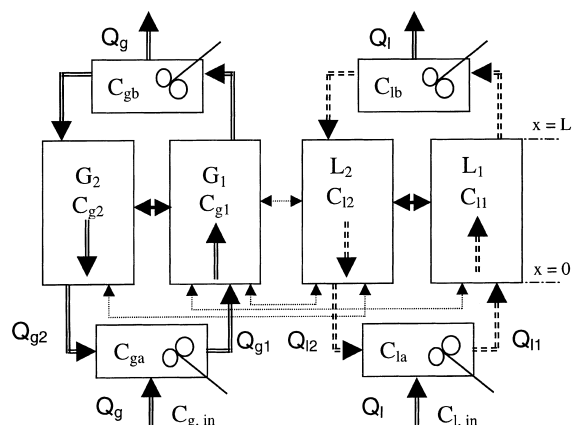 Qg Ql
Cgb Clb
x = L
G2 G1 L2 L1
Cg2 Cg1 Cl2 Cl1
x = 0
Qg2 Cga Qg1 Ql2 Cla Ql1
Qg Cg, in Ql Cl, in